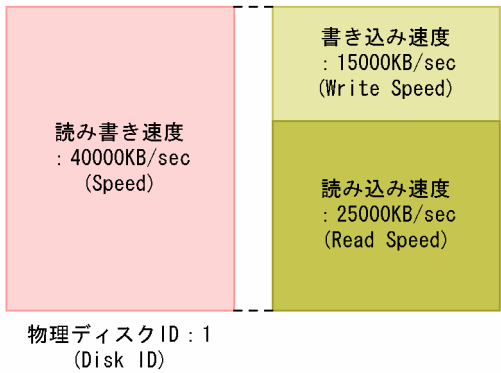 読み書き速度
：40000KB/sec
(Speed)
書き込み速度
：15000KB/sec
(Write Speed)
読み込み速度
：25000KB/sec
(Read Speed)
物理ディスクID：1
(Disk ID)